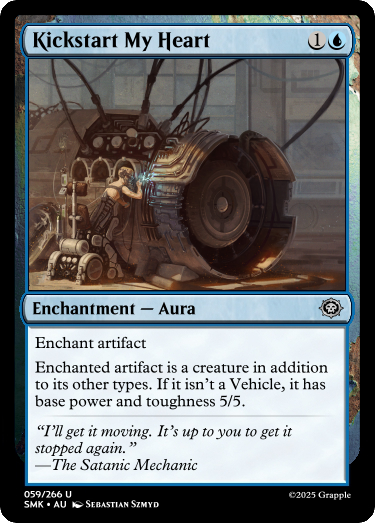 Kickstart My Heart 1
Enchantment — Aura
Enchant artifact
Enchanted artifact is a creature in addition
to its other types. If it isn't a Vehicle, it has
base power and toughness 5/5.
“I'll get it moving. It's up to you to get it
stopped again.”
—The Satanic Mechanic
059/266 U
SMK • AU Sebastian Szmyd
©2025 Grapple